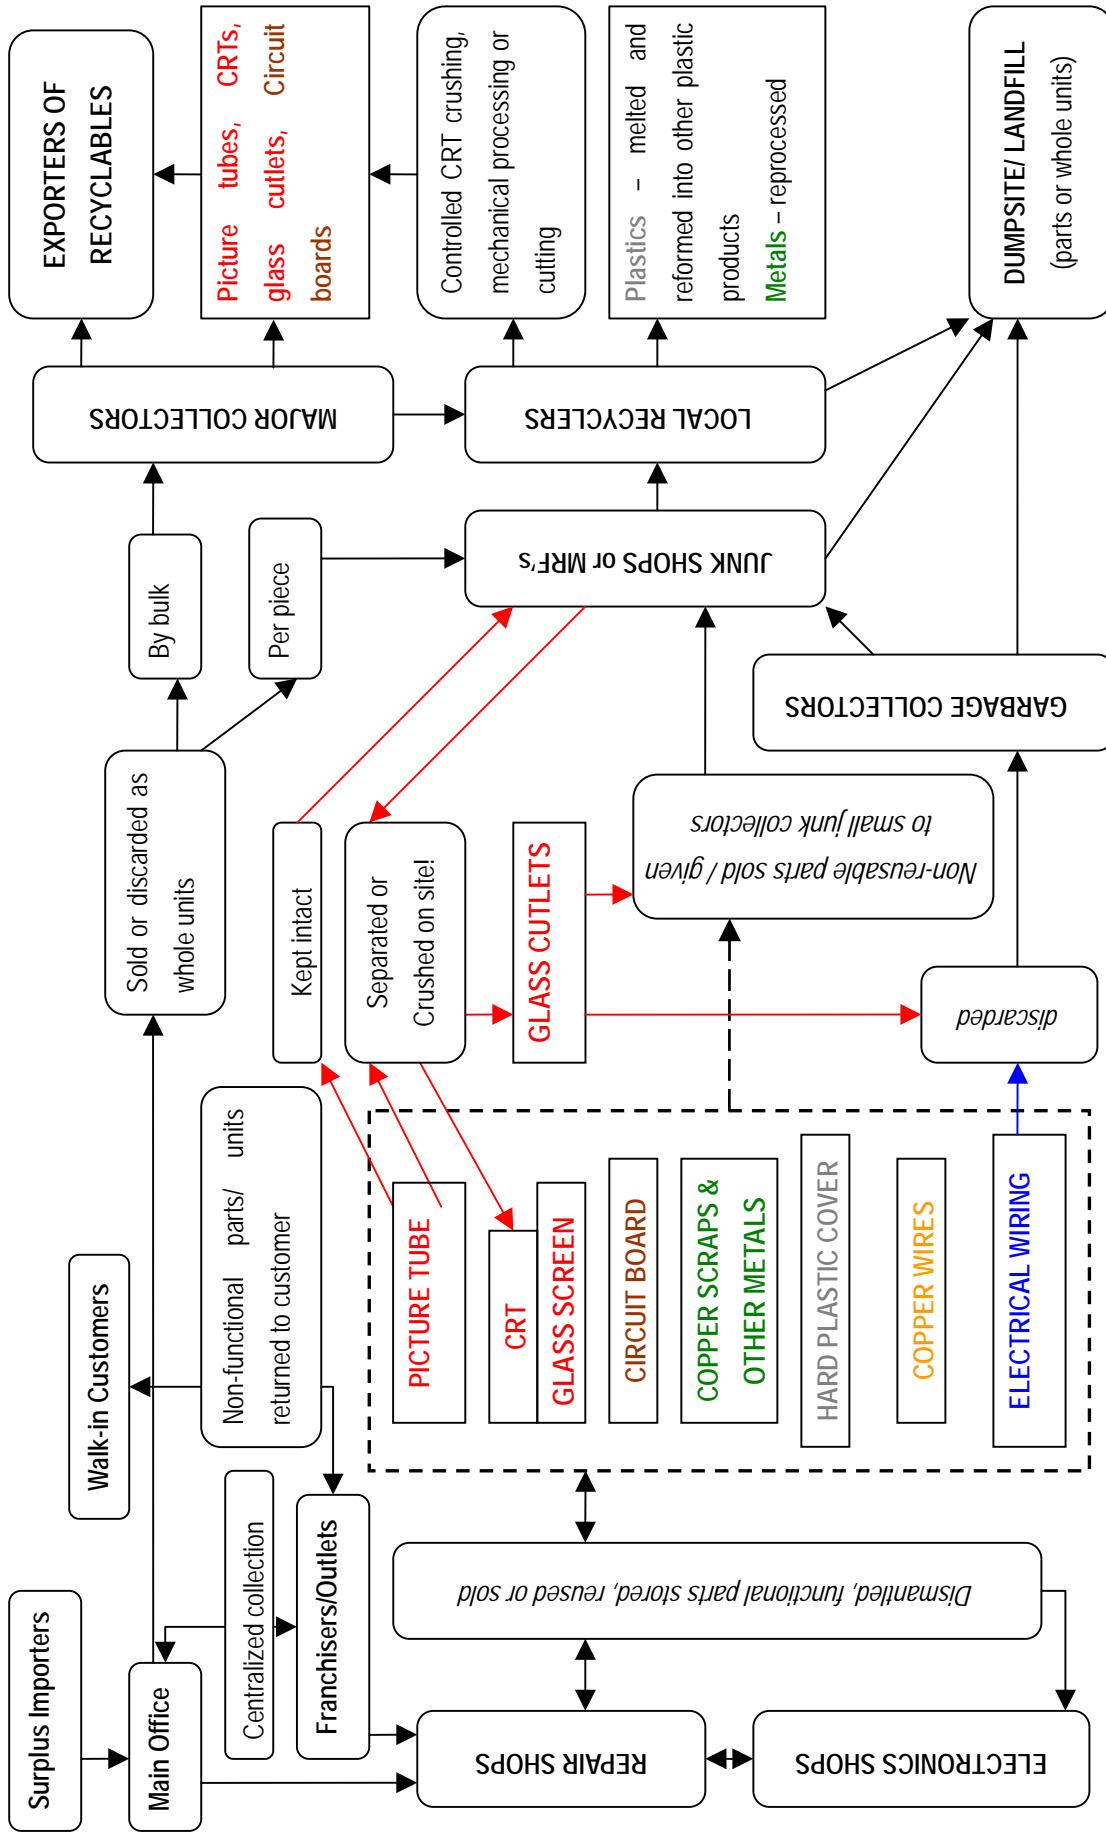 Surplus Importers
Main Office
Walk-in Customers
Centralized collection
Franchisers/Outlets
Non-functional parts/ units
returned to customer
REPAIR SHOPS
ELECTRONICS SHOPS
Dismantled, functional parts stored, reused or sold
Sold or discarded as
whole units
By bulk
Per piece
Kept intact
Separated or
Crushed on site!
GLASS CUTLETS
PICTURE TUBE
CRT
GLASS SCREEN
CIRCUIT BOARD
COPPER SCRAPS &
OTHER METALS
HARD PLASTIC COVER
COPPER WIRES
ELECTRICAL WIRING
Non-reusable parts sold / given
to small junk collectors
discarded
GARBAGE COLLECTORS
JUNK SHOPS or MRF's
MAJOR COLLECTORS
LOCAL RECYCLERS
EXPORTERS OF
RECYCLABLES
Picture tubes, CRTs,
glass cutlets, Circuit
boards
Controlled CRT crushing,
mechanical processing or
cutting
Plastics – melted and
reformed into other plastic
products
Metals – reprocessed
DUMPSITE/ LANDFILL
(parts or whole units)